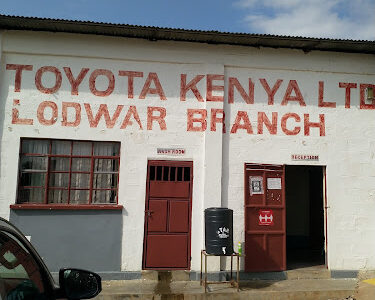 TOYOTA KENYA LTD
LODWAR BRANCH
RECEPTION